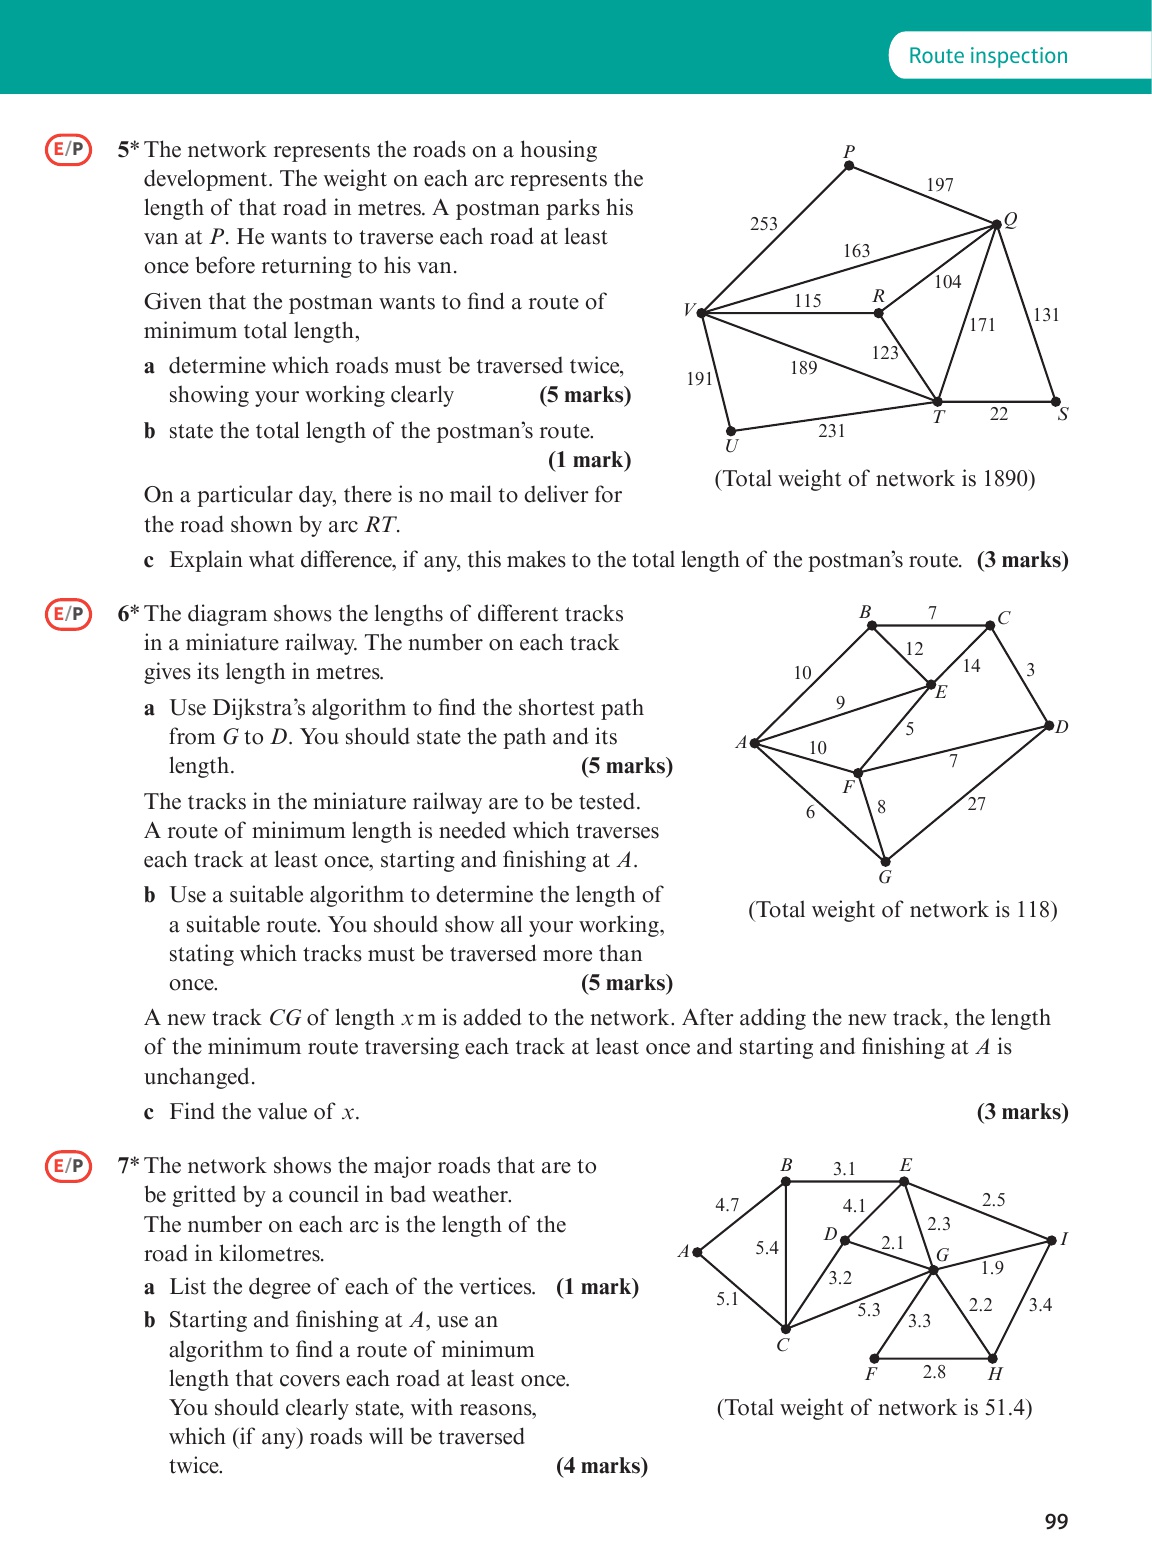 Route inspection
E/P
5* The network represents the roads on a housing
development. The weight on each arc represents the
length of that road in metres. A postman parks his
van at P. He wants to traverse each road at least
once before returning to his van.
Given that the postman wants to find a route of
minimum total length,
a determine which roads must be traversed twice,
showing your working clearly (5 marks)
b state the total length of the postman's route.
(1 mark)
On a particular day, there is no mail to deliver for
the road shown by arc RT.
P
197
Q
253
163
104
R
115
V
171
131
123
189
191
T
22
S
231
U
(Total weight of network is 1890)
c Explain what difference, if any, this makes to the total length of the postman's route. (3 marks)
E/P
6* The diagram shows the lengths of different tracks
in a miniature railway. The number on each track
gives its length in metres.
a Use Dijkstra's algorithm to find the shortest path
from G to D. You should state the path and its
length. (5 marks)
The tracks in the miniature railway are to be tested.
A route of minimum length is needed which traverses
each track at least once, starting and finishing at A.
b Use a suitable algorithm to determine the length of
a suitable route. You should show all your working,
stating which tracks must be traversed more than
once. (5 marks)
B
7
C
12
14
10
3
E
9
5
D
A
10
7
F
6
8
27
G
(Total weight of network is 118)
A new track CG of length x m is added to the network. After adding the new track, the length
of the minimum route traversing each track at least once and starting and finishing at A is
unchanged.
c Find the value of x. (3 marks)
E/P
7* The network shows the major roads that are to
be gritted by a council in bad weather.
The number on each arc is the length of the
road in kilometres.
a List the degree of each of the vertices. (1 mark)
b Starting and finishing at A, use an
algorithm to find a route of minimum
length that covers each road at least once.
You should clearly state, with reasons,
which (if any) roads will be traversed
twice. (4 marks)
B
3.1
E
4.7
4.1
2.5
2.3
D
2.1
I
A
5.4
G
1.9
3.2
5.1
5.3
2.2
3.4
3.3
C
F
2.8
H
(Total weight of network is 51.4)
99